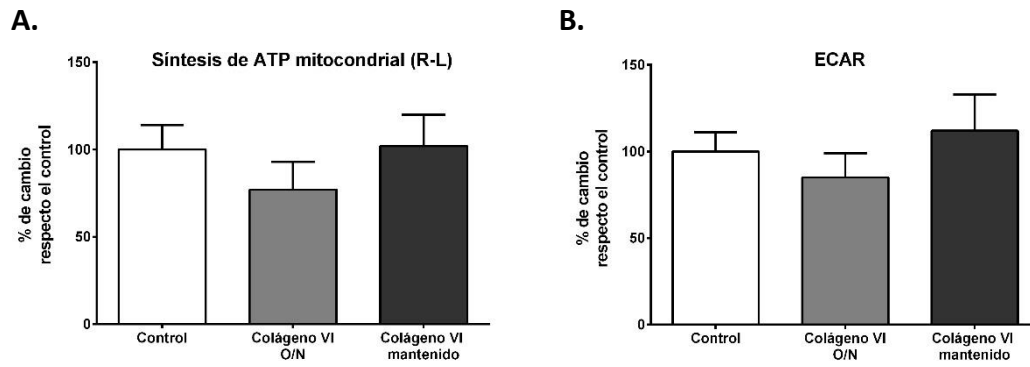 A.
Síntesis de ATP mitocondrial (R-L)
% de cambio
respecto el control
150
100
50
0
Control
Colágeno VI
O/N
Colágeno VI
mantenido
B.
ECAR
% de cambio
respecto el control
150
100
50
0
Control
Colágeno VI
O/N
Colágeno VI
mantenido